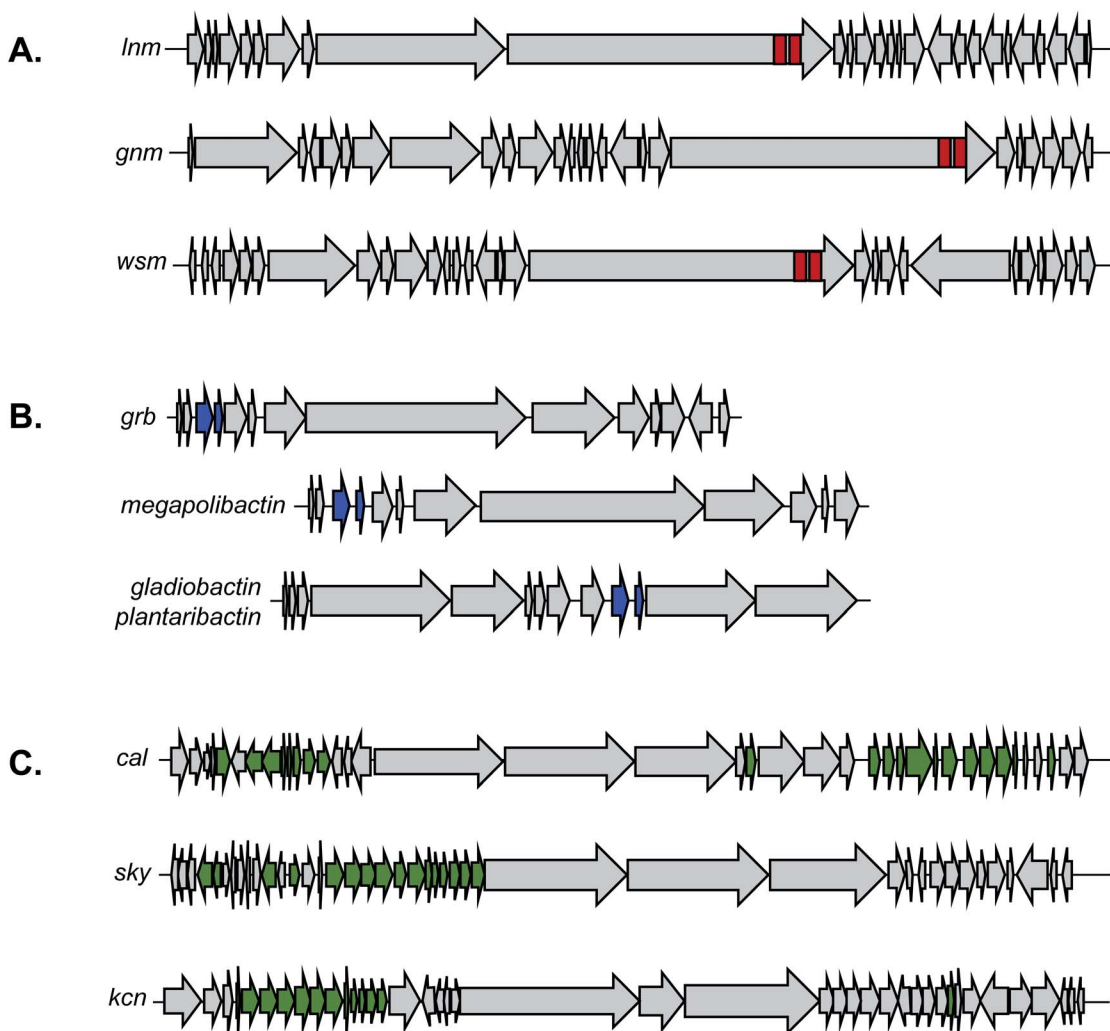 A.
lnm
gnm
wsm
B.
grb
megapolibactin
gladiobactin
plantaribactin
C.
cal
sky
kcn